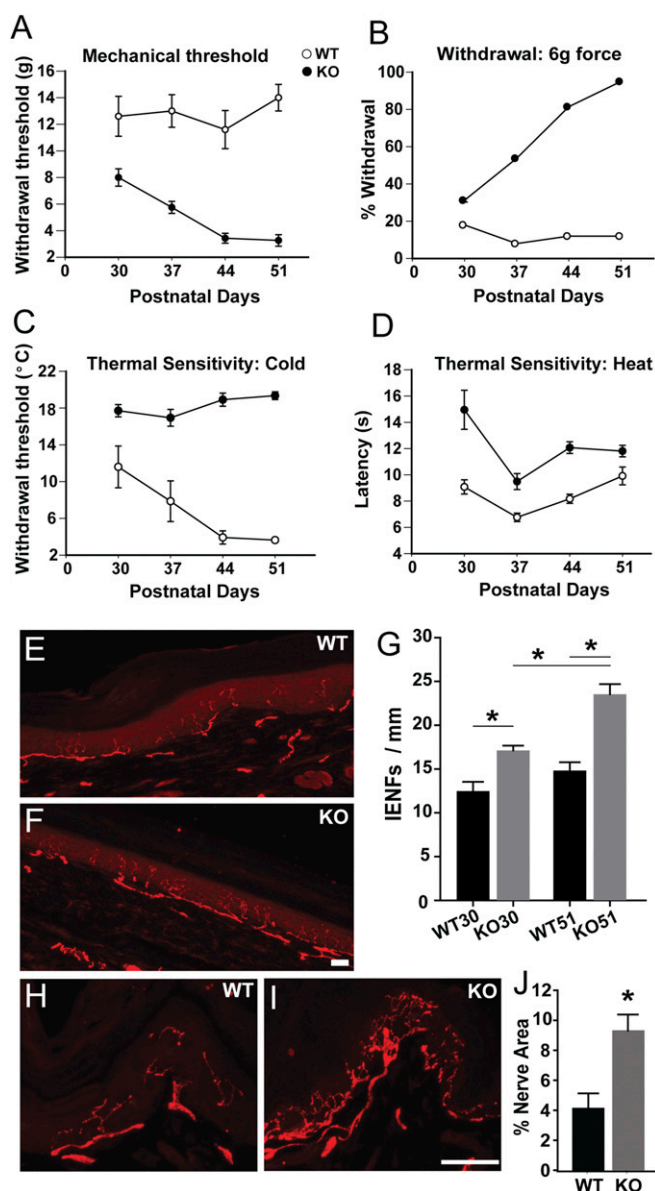 A
Mechanical threshold
WT
KO
Withdrawal threshold (g)
16
14
12
14
8
6
4
2
0
30
37
44
51
Postnatal Days
B
Withdrawal: 6g force
% Withdrawal
100
80
60
40
20
0
0
30
37
44
51
Postnatal Days
C
Thermal Sensitivity: Cold
Withdrawal threshold (°C)
22
18
14
10
6
2
0
30
37
44
51
Postnatal Days
D
Thermal Sensitivity: Heat
Latency (s)
18
16
14
12
10
8
6
4
0
30
37
44
51
Postnatal Days
E
WT
F
KO
G
IENFs / mm
30
25
20
15
10
5
0
*
*
*
WT30
KO30
WT51
KO51
H
WT
I
KO
J
% Nerve Area
12
10
8
6
4
2
0
*
WT
KO